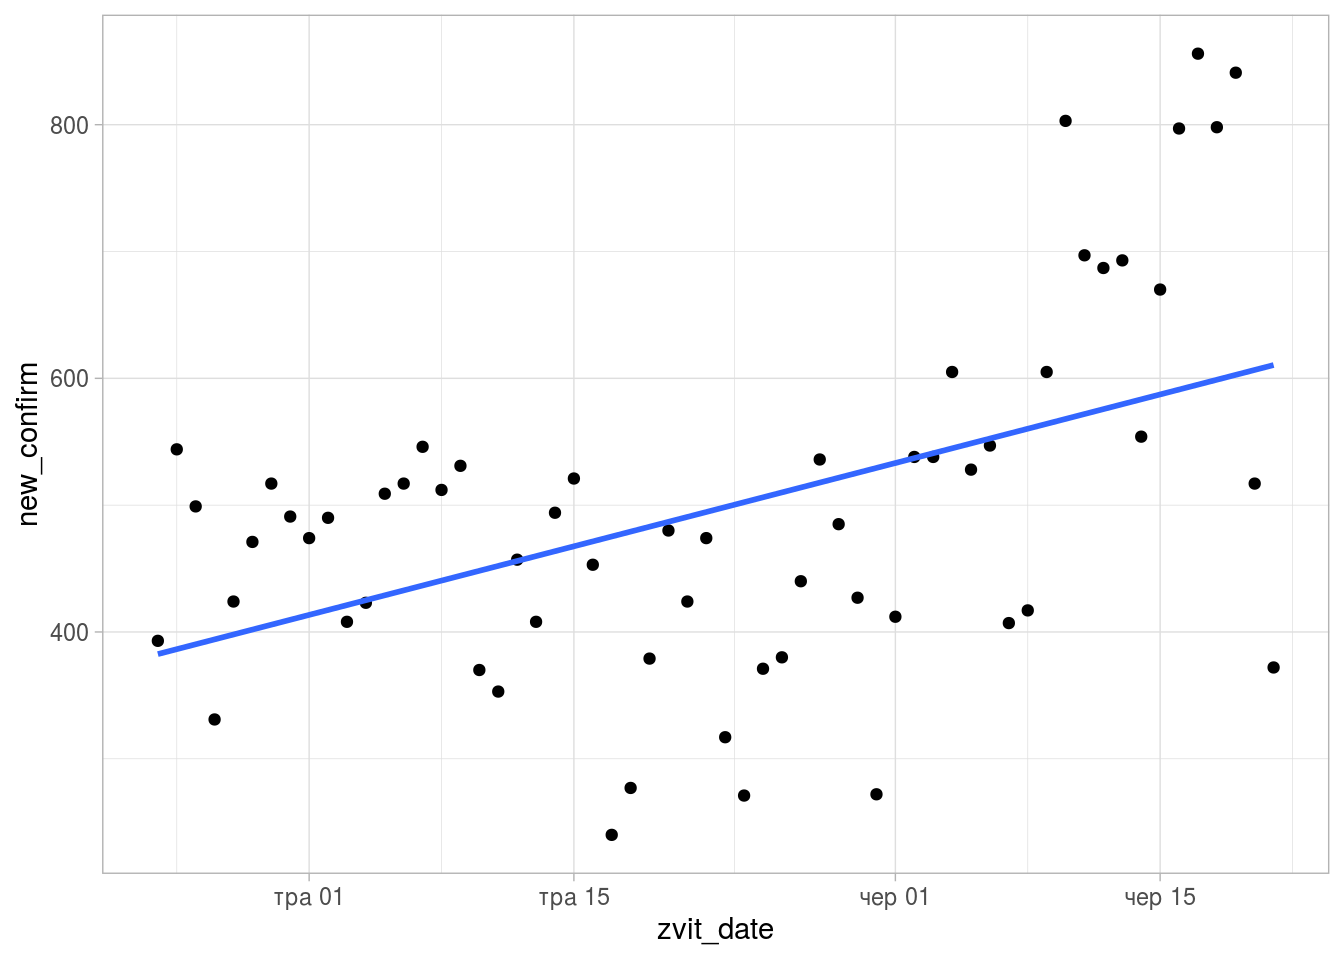 800
600
400
new_confirm
тра 01
тра 15
чер 01
чер 15
zvit_date